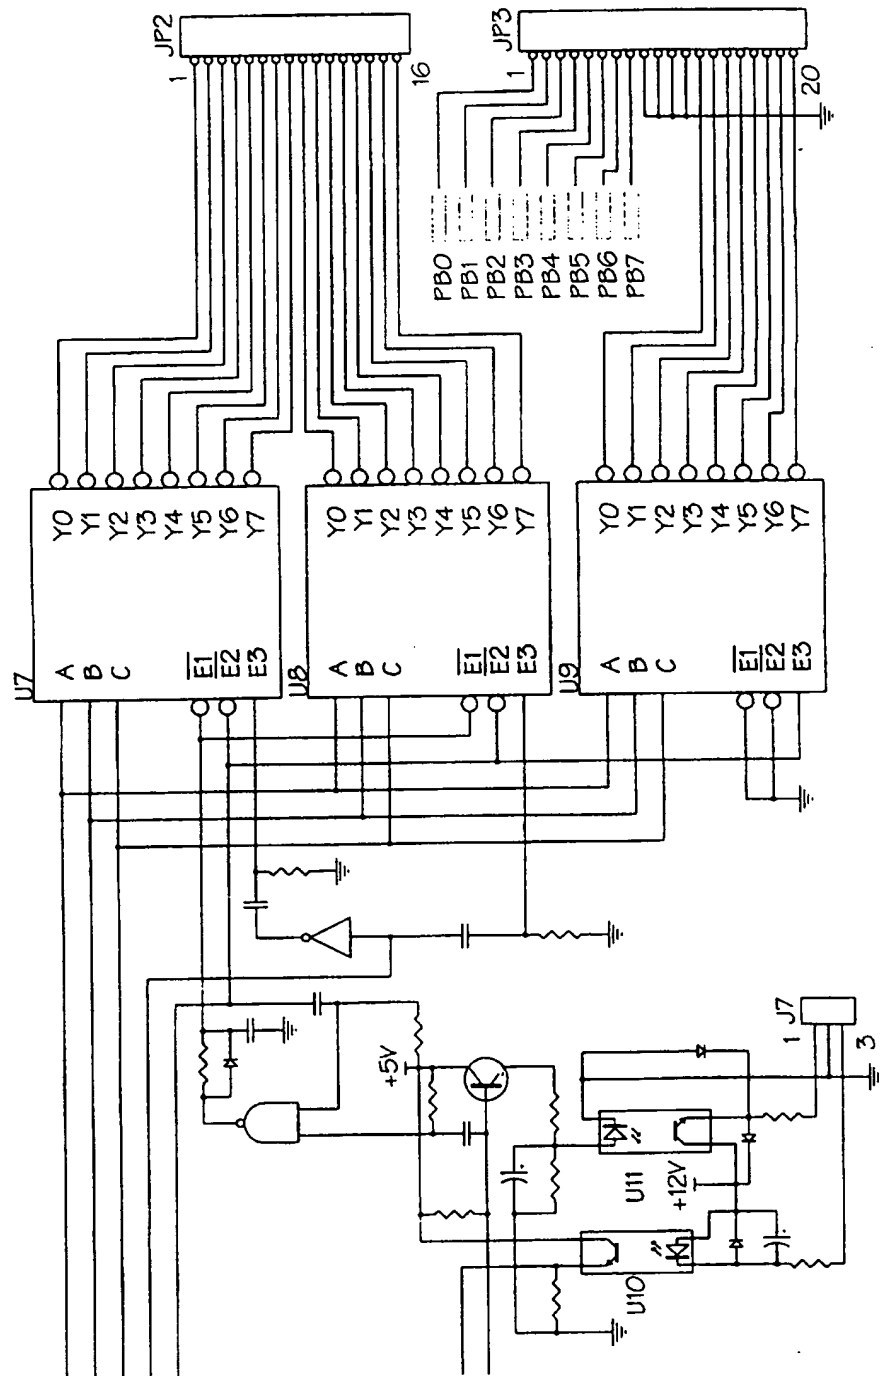 JP2
1
16
JP3
1
20
PB0
PB1
PB2
PB3
PB4
PB5
PB6
PB7
U7
Y0
Y1
Y2
Y3
Y4
Y5
Y6
Y7
A
B
C
E1
E2
E3
U8
Y0
Y1
Y2
Y3
Y4
Y5
Y6
Y7
A
B
C
E1
E2
E3
U9
Y0
Y1
Y2
Y3
Y4
Y5
Y6
Y7
A
B
C
E1
E2
E3
+5V
U11
+12V
U10
J7
1
3